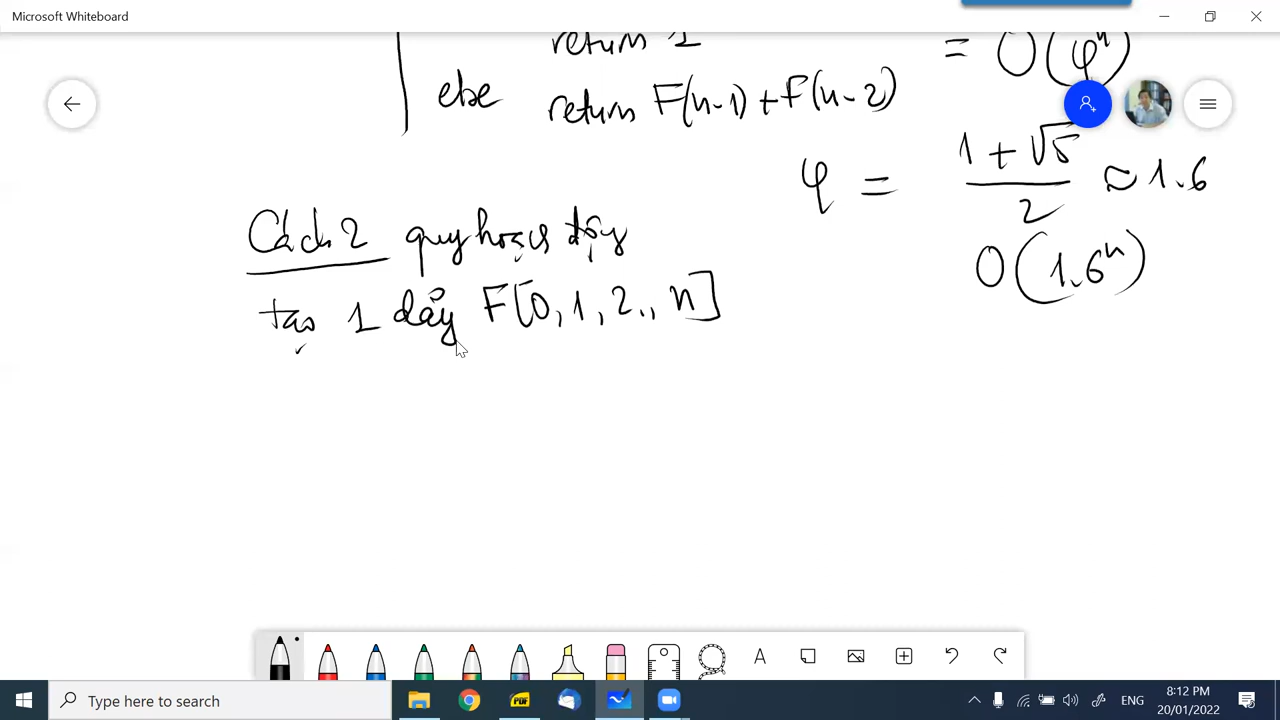 Microsoft Whiteboard
return 1
= O(φⁿ)
else return F(n-1) + F(n-2)
φ = (1 + √5)/2 ≈ 1.6
Cách 2 quy hoạch động
O(1.6ⁿ)
tạo 1 dãy F[0, 1, 2.., n]
A
Type here to search
PDF
ENG
8:12 PM
20/01/2022